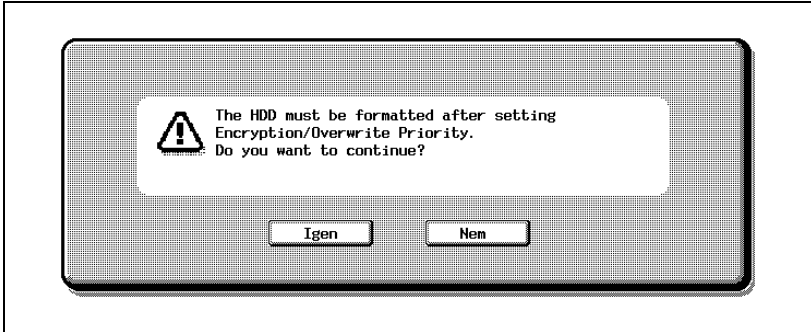 The HDD must be formatted after setting
Encryption/Overwrite Priority.
Do you want to continue?
Igen
Nem